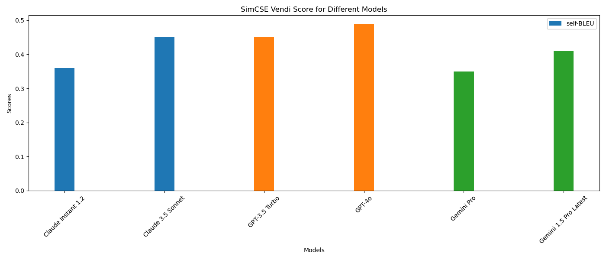 SimCSE Vendi Score for Different Models
self-BLEU
0.5
0.4
0.3
0.2
0.1
0.0
Scores
Claude Instant 1.2
Claude 3.5 Sonnet
GPT-3.5 Turbo
GPT-4o
Gemini Pro
Gemini 1.5 Pro Latest
Models